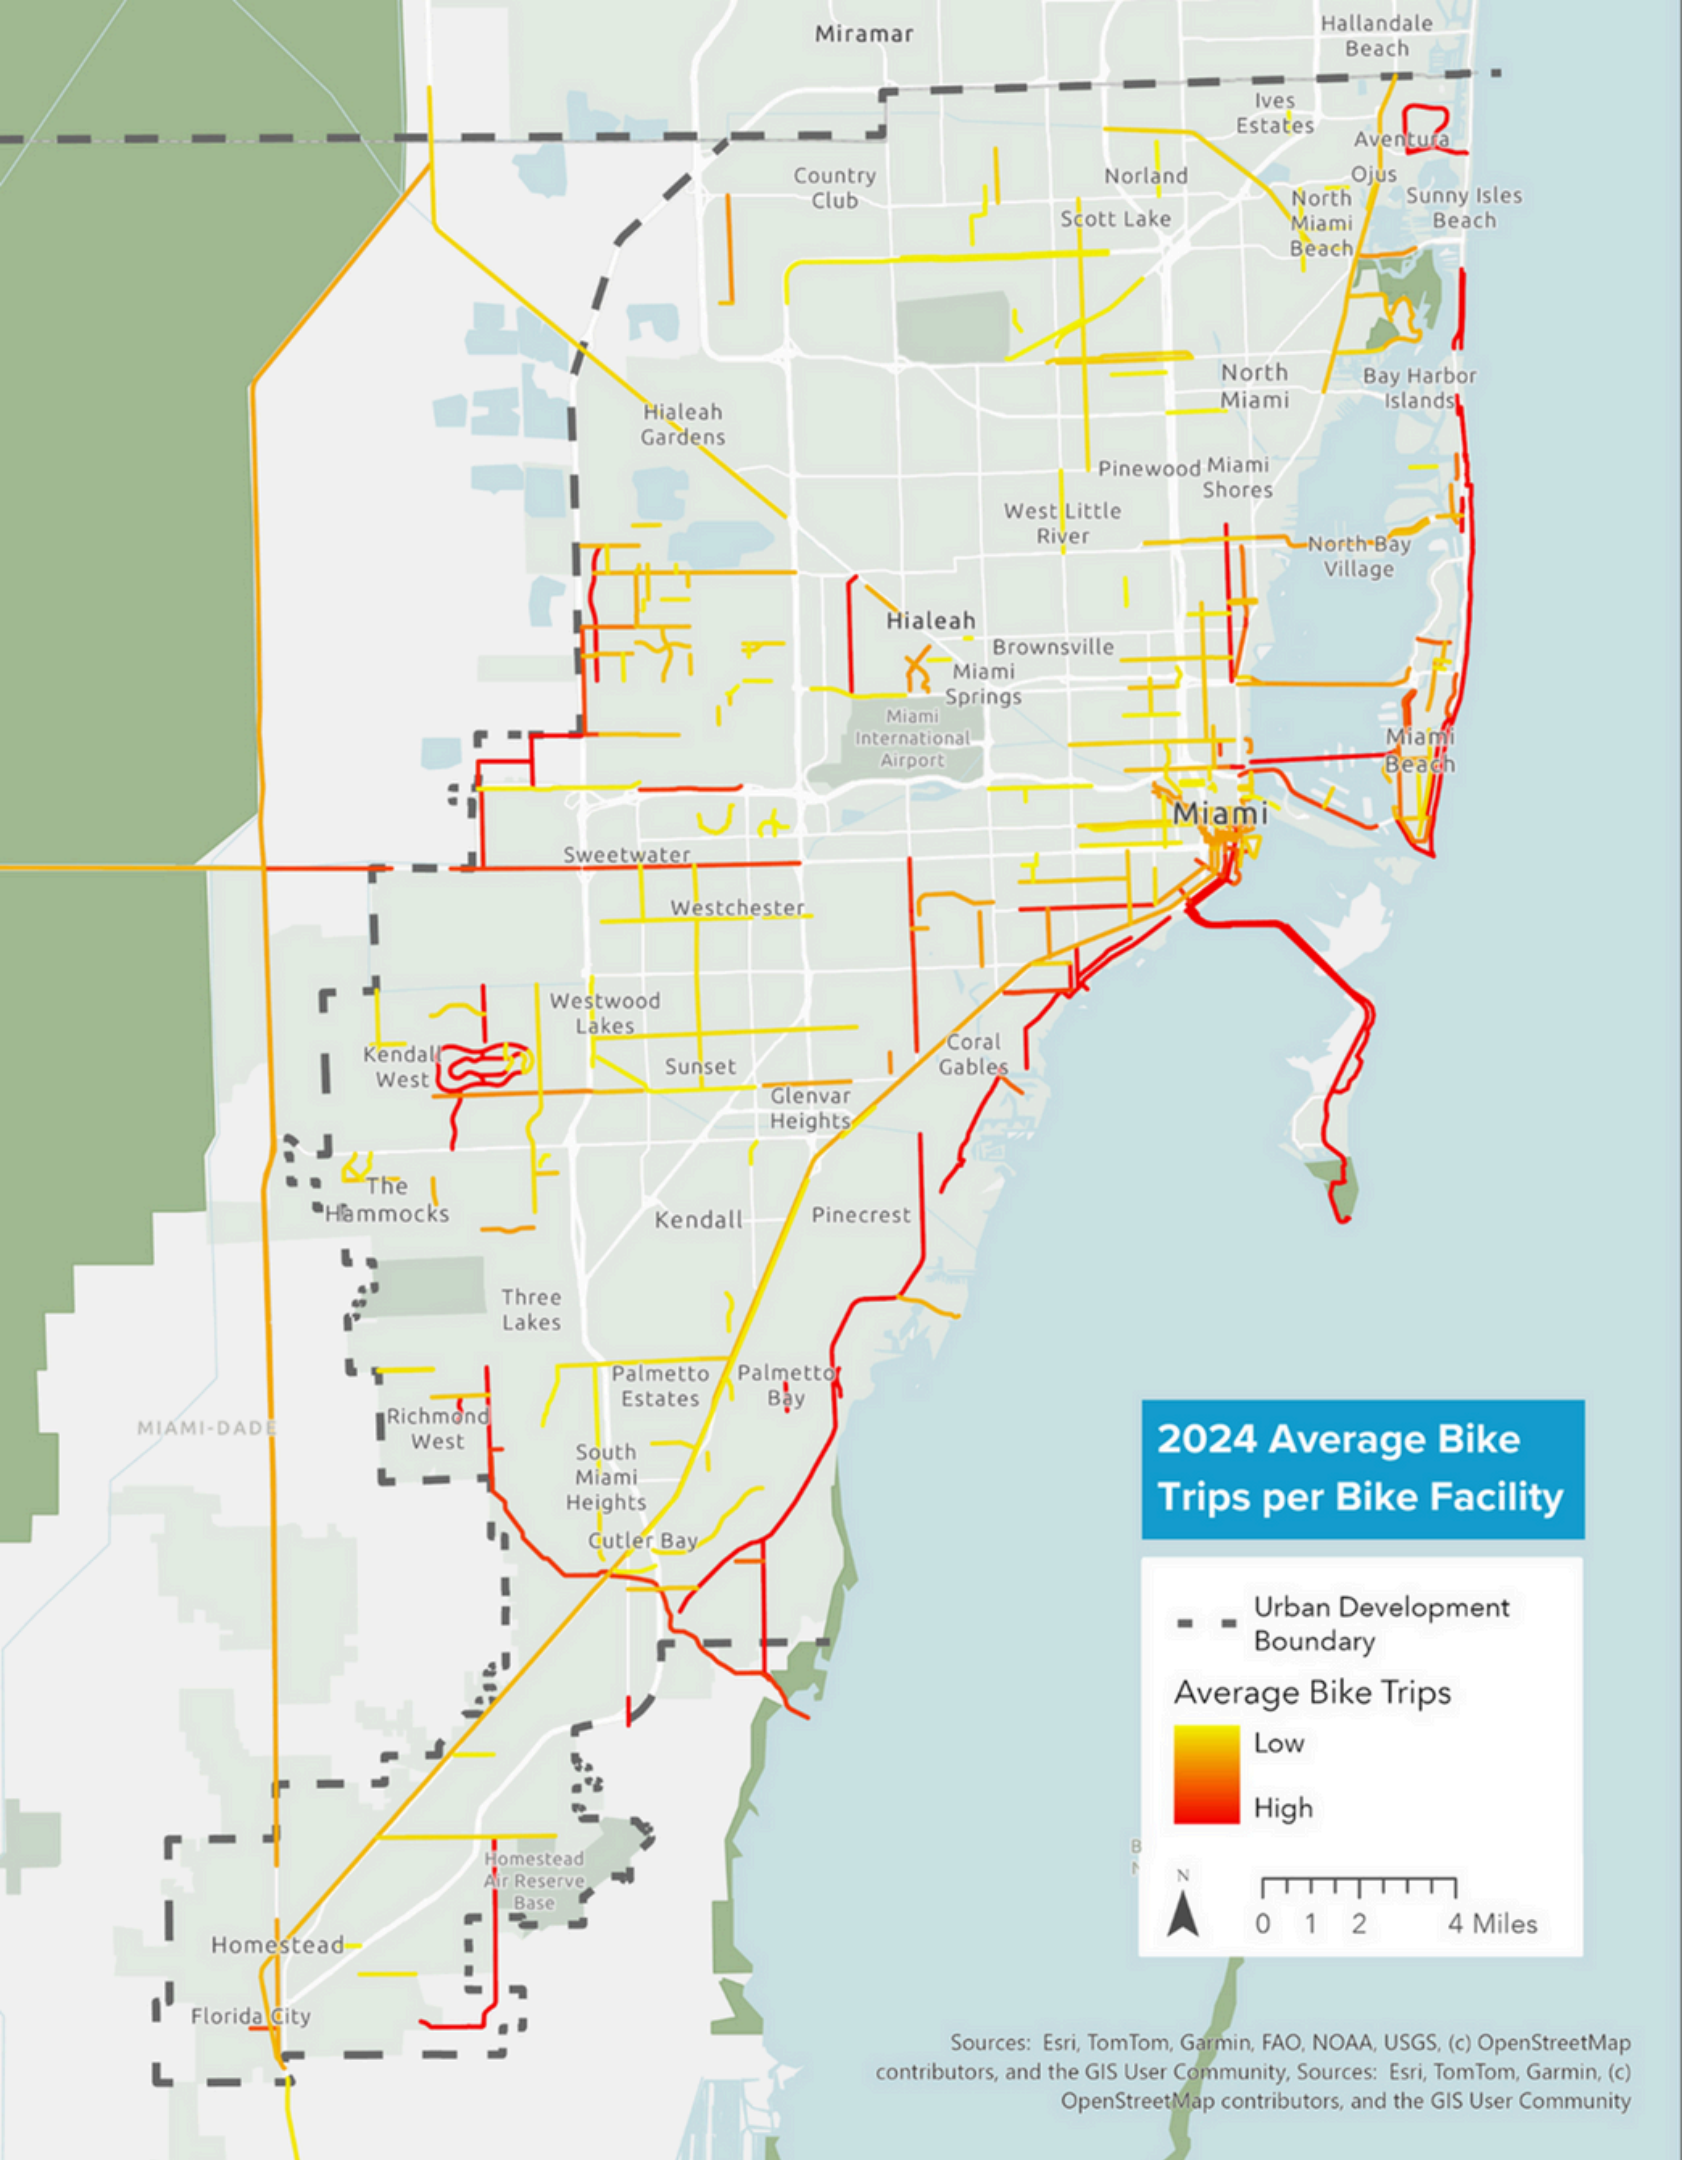 Miramar
Hallandale
Beach
Ives
Estates
Aventura
Country
Club
Norland
Ojus
North
Miami
Beach
Sunny Isles
Beach
Scott Lake
North
Miami
Bay Harbor
Islands
Hialeah
Gardens
Pinewood
Miami
Shores
West Little
River
North Bay
Village
Hialeah
Brownsville
Miami
Springs
Miami
International
Airport
Miami
Beach
Miami
Sweetwater
Westchester
Westwood
Lakes
Kendall
West
Sunset
Coral
Gables
Glenvar
Heights
The
Hammocks
Kendall
Pinecrest
Three
Lakes
Palmetto
Estates
Palmetto
Bay
MIAMI-DADE
Richmond
West
South
Miami
Heights
Cutler Bay
2024 Average Bike
Trips per Bike Facility
Urban Development
Boundary
Average Bike Trips
Low
High
B
N
N
0 1 2 4 Miles
Homestead
Air Reserve
Base
Homestead
Florida City
Sources: Esri, TomTom, Garmin, FAO, NOAA, USGS, (c) OpenStreetMap
contributors, and the GIS User Community, Sources: Esri, TomTom, Garmin, (c)
OpenStreetMap contributors, and the GIS User Community